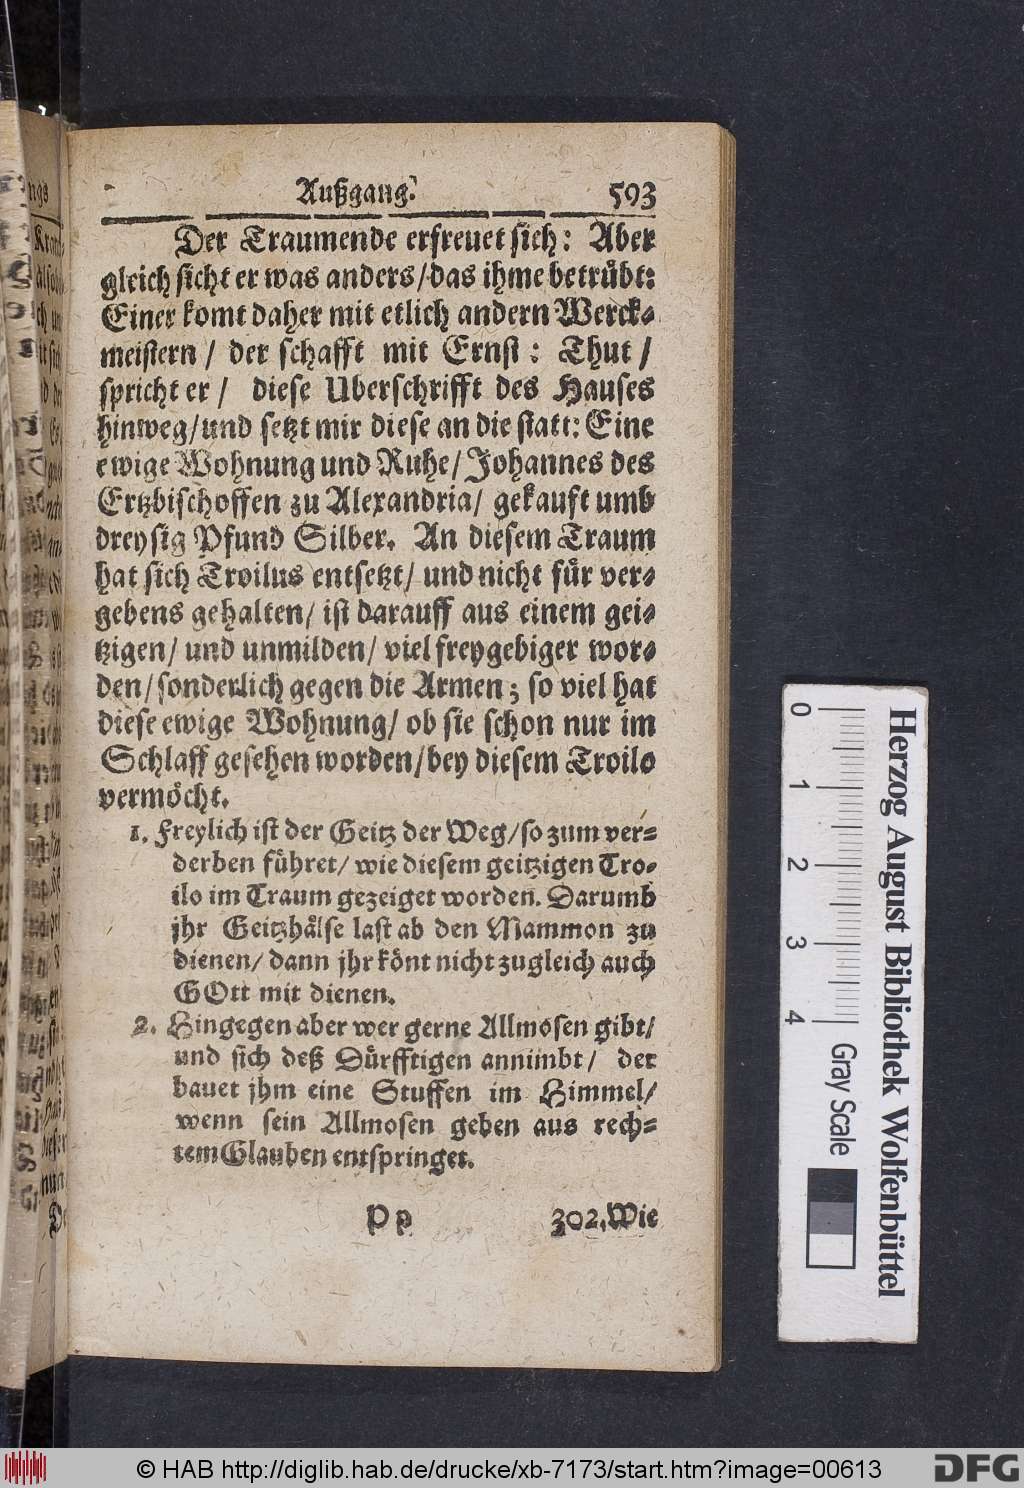 Außgang. 593
Der Traumende erfreuet sich: Aber
gleich sicht er was anders/das ihme betrübt:
Einer komt daher mit etlich andern Werck-
meistern/ der schafft mit Ernst: Thut/
spricht er/ diese Uberschrifft des Hauses
hinweg/und setzt mir diese an die statt: Eine
ewige Wohnung und Ruhe/Johannes des
Ertzbischoffen zu Alexandria/ gekaufft umb
dreysig Pfund Silber. An diesem Traum
hat sich Troilus entsetzt/ und nicht für ver-
gebens gehalten/ ist darauff aus einem gei-
tzigen/ und unmilden/ viel freygebiger wor-
den/sonderlich gegen die Armen; so viel hat
diese ewige Wohnung/ ob sie schon nur im
Schlaff gesehen worden/bey diesem Troilo
vermöcht.
1. Freylich ist der Geitz der Weg/so zum ver-
derben führet/ wie diesem geitzigen Tro-
ilo im Traum gezeiget worden. Darumb
jhr Geitzhälse last ab den Mammon zu
dienen/ dann jhr könt nicht zugleich auch
GOtt mit dienen.
2. Hingegen aber wer gerne Allmosen gibt/
und sich deß Dürfftigen annimbt/ der
bauet jhm eine Stuffen im Himmel/
wenn sein Allmosen geben aus rech-
tem Glauben entspringet.
Pp 302. Wie
Herzog August Bibliothek Wolfenbüttel
0 1 2 3 4 Gray Scale
© HAB http://diglib.hab.de/drucke/xb-7173/start.htm?image=00613 DFG